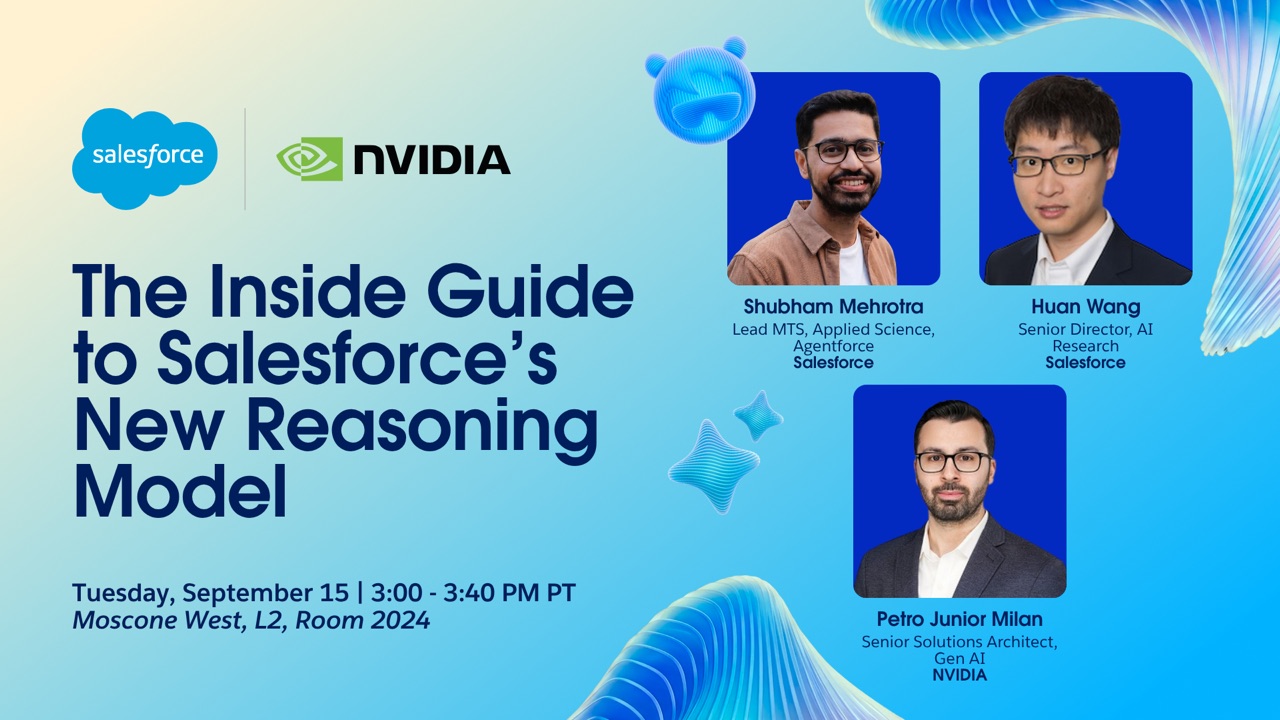 salesforce
NVIDIA
The Inside Guide
to Salesforce’s
New Reasoning
Model
Tuesday, September 15 | 3:00 - 3:40 PM PT
Moscone West, L2, Room 2024
Shubham Mehrotra
Lead MTS, Applied Science,
Agentforce
Salesforce
Huan Wang
Senior Director, AI
Research
Salesforce
Petro Junior Milan
Senior Solutions Architect,
Gen AI
NVIDIA